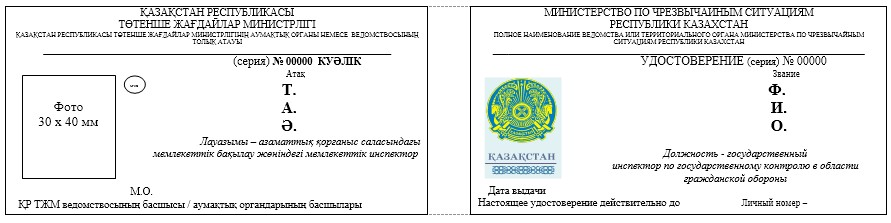 ҚАЗАҚСТАН РЕСПУБЛИКАСЫ
ТӨТЕНШЕ ЖАҒДАЙЛАР МИНИСТРЛІГІ
ҚАЗАҚСТАН РЕСПУБЛИКАСЫ ТӨТЕНШЕ ЖАҒДАЙЛАР МИНИСТРЛІГІНІҢ АУМАҚТЫҚ ОРГАНЫ НЕМЕСЕ ВЕДОМСТВОСЫНЫҢ
ТОЛЫҚ АТАУЫ
(серия) № 00000 КУӘЛІК
Атақ
Т.
А.
Ә.
Фото
30 x 40 мм
Лауазымы – азаматтық қорғаныс саласындағы
мемлекеттік бақылау жөніндегі мемлекеттік инспектор
М.О.
ҚР ТЖМ ведомствосының басшысы / аумақтық органдарының басшылары
МИНИСТЕРСТВО ПО ЧРЕЗВЫЧАЙНЫМ СИТУАЦИЯМ
РЕСПУБЛИКИ КАЗАХСТАН
ПОЛНОЕ НАИМЕНОВАНИЕ ВЕДОМСТВА ИЛИ ТЕРРИТОРИАЛЬНОГО ОРГАНА МИНИСТЕРСТВА ПО ЧРЕЗВЫЧАЙНЫМ
СИТУАЦИЯМ РЕСПУБЛИКИ КАЗАХСТАН
УДОСТОВЕРЕНИЕ (серии) № 00000
Звание
Ф.
И.
О.
ҚАЗАҚСТАН
Должность - государственный
инспектор по государственному контролю в области
гражданской обороны
Дата выдачи
Настоящее удостоверение действительно до Личный номер –